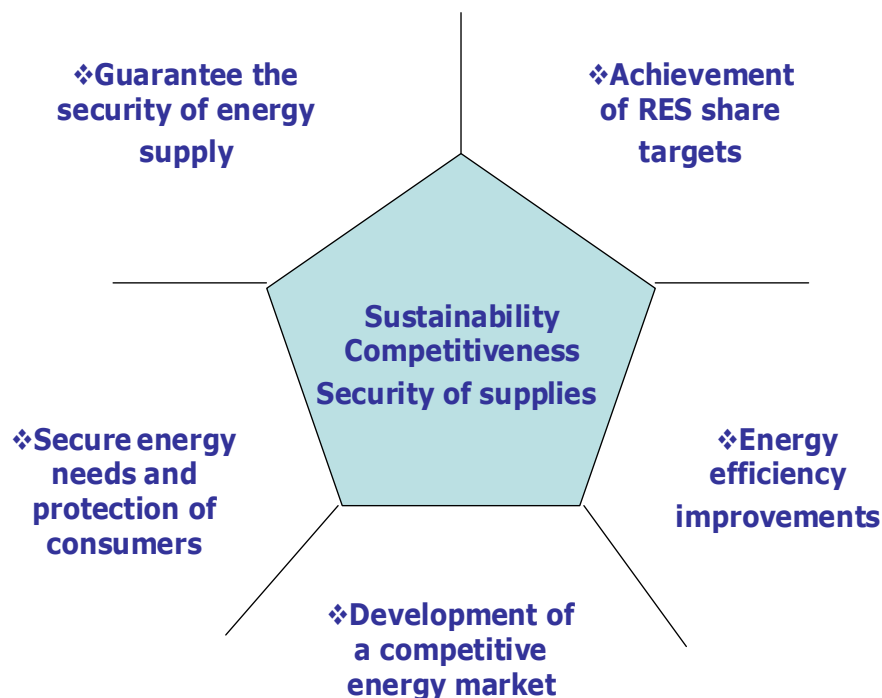 ❖Guarantee the
security of energy
supply
❖Achievement
of RES share
targets
Sustainability
Competitiveness
Security of supplies
❖Secure energy
needs and
protection of
consumers
❖Energy
efficiency
improvements
❖Development of
a competitive
energy market